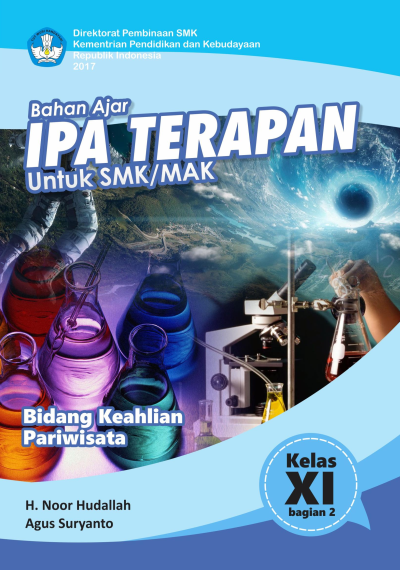 Direktorat Pembinaan SMK
Kementrian Pendidikan dan Kebudayaan
Republik Indonesia
2017
Bahan Ajar
IPA TERAPAN
Untuk SMK/MAK
Bidang Keahlian
Pariwisata
Kelas
XI
bagian 2
H. Noor Hudallah
Agus Suryanto